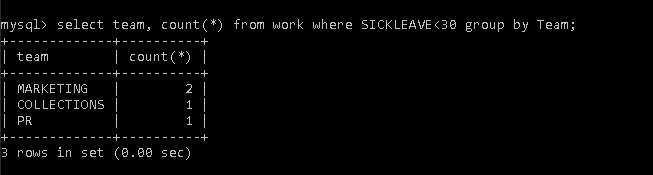 mysql> select team, count(*) from work where SICKLEAVE<30 group by Team;
+-------------+----------+
| team        | count(*) |
+-------------+----------+
| MARKETING   |        2 |
| COLLECTIONS |        1 |
| PR          |        1 |
+-------------+----------+
3 rows in set (0.00 sec)